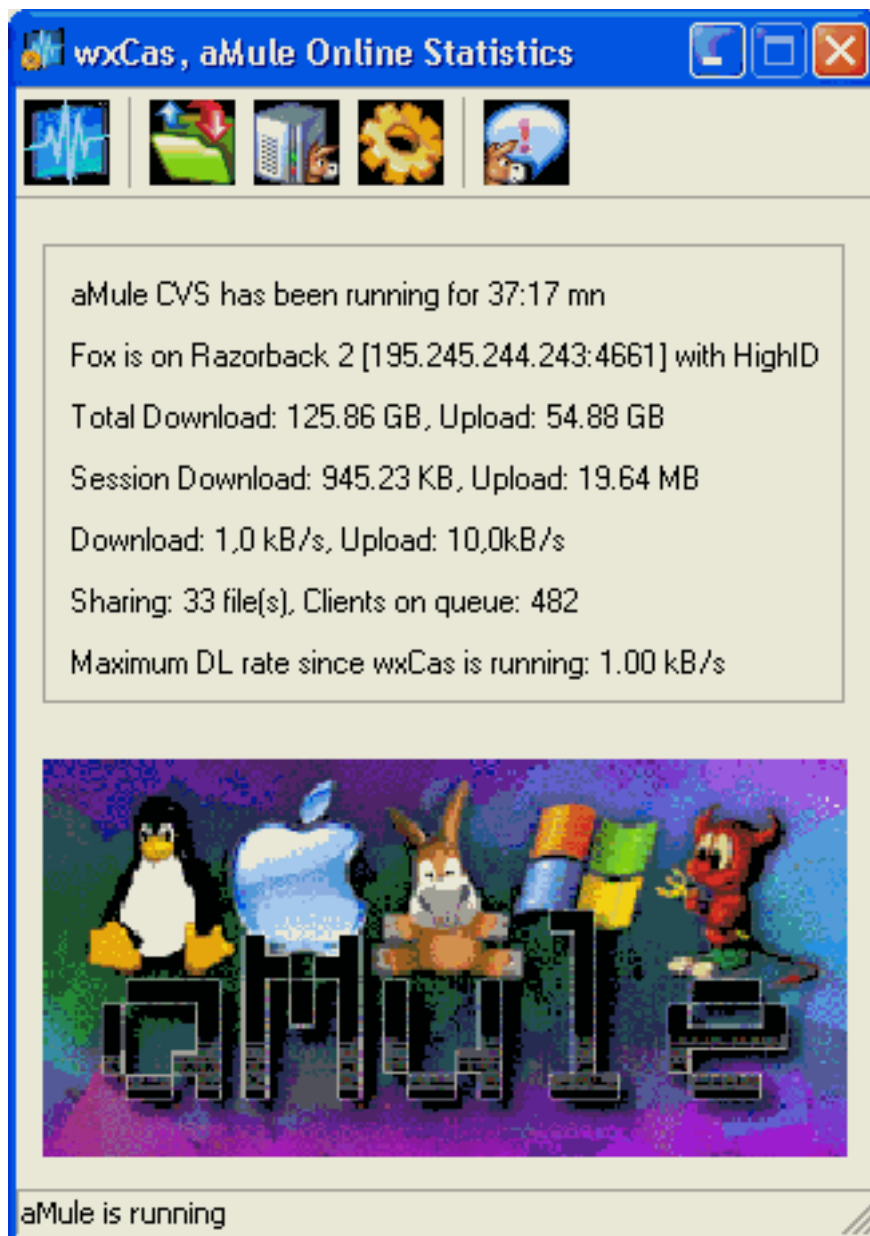 wxCas, aMule Online Statistics
aMule CVS has been running for 37:17 mn
Fox is on Razorback 2 [195.245.244.243:4661] with HighID
Total Download: 125.86 GB, Upload: 54.88 GB
Session Download: 945.23 KB, Upload: 19.64 MB
Download: 1,0 kB/s, Upload: 10,0kB/s
Sharing: 33 file(s), Clients on queue: 482
Maximum DL rate since wxCas is running: 1.00 kB/s
aMule
aMule is running